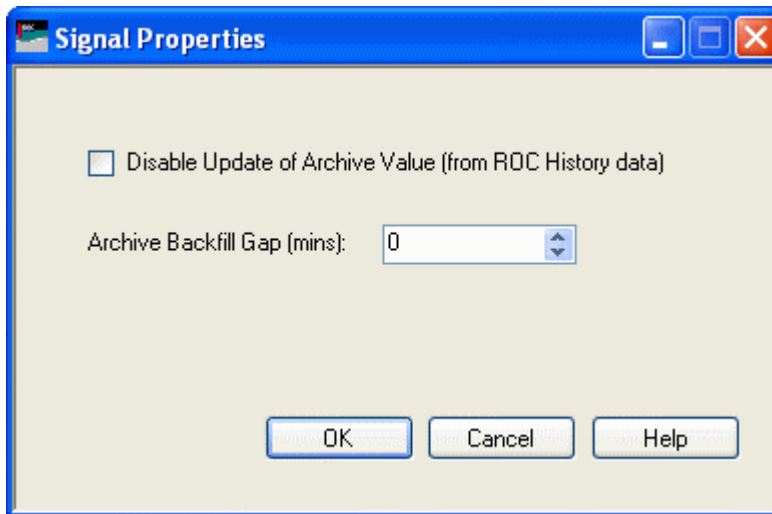 Signal Properties
Disable Update of Archive Value (from ROC History data)
Archive Backfill Gap (mins): 0
OK Cancel Help